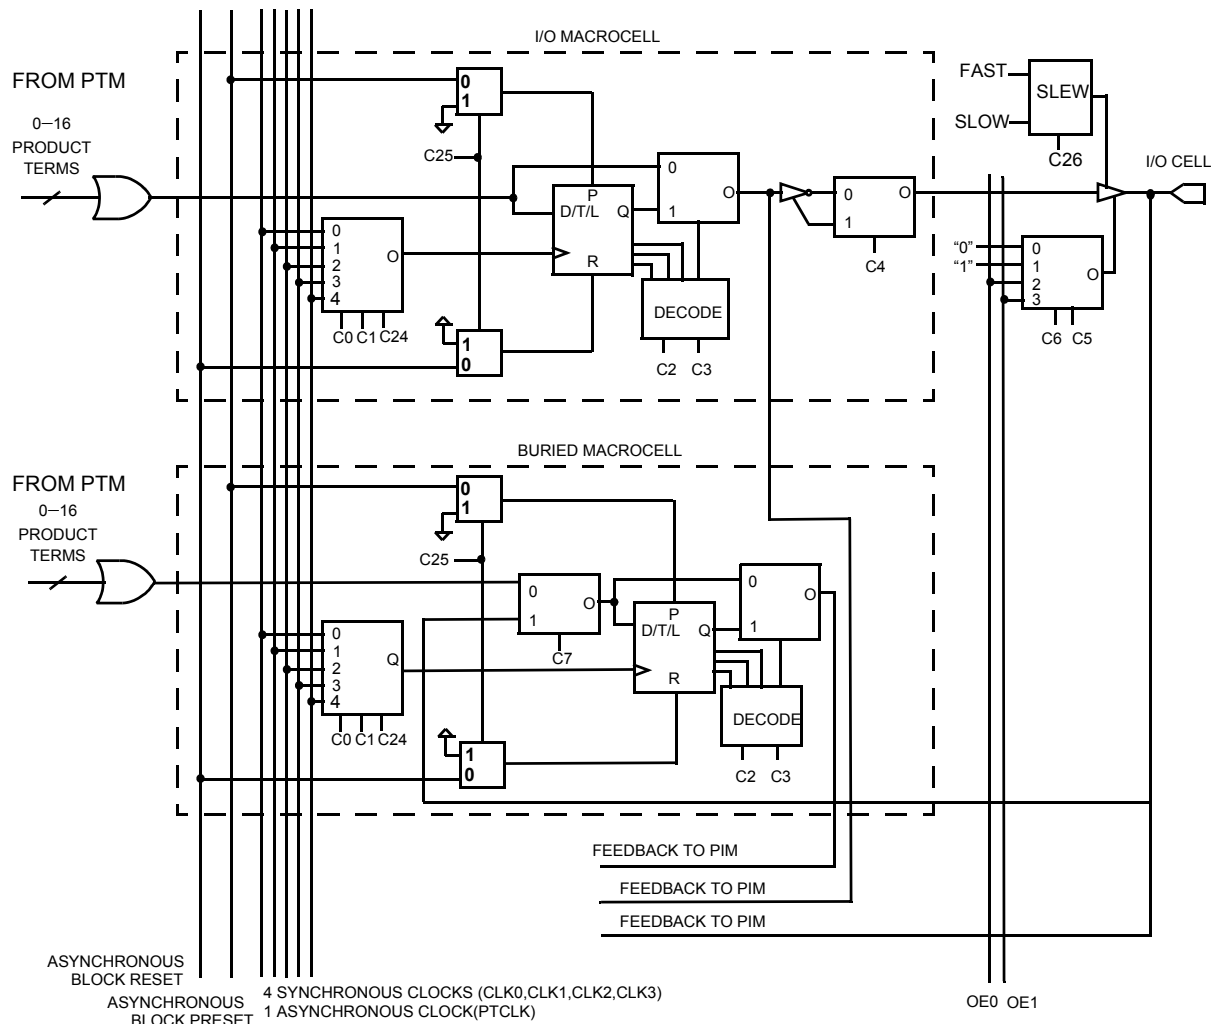 I/O MACROCELL
FROM PTM
0–16
PRODUCT
TERMS
0
1
C25
FAST
SLOW
SLEW
C26
I/O CELL
0
1
O
P
D/T/L
Q
R
0
1
O
C4
0
1
2
3
4
O
C0 C1 C24
DECODE
C2 C3
1
0
"0"
"1"
0
1
2
3
O
C6 C5
BURIED MACROCELL
FROM PTM
0–16
PRODUCT
TERMS
0
1
C25
0
1
O
C7
0
1
O
P
D/T/L
Q
R
0
1
2
3
4
Q
C0 C1 C24
DECODE
C2 C3
1
0
FEEDBACK TO PIM
FEEDBACK TO PIM
FEEDBACK TO PIM
ASYNCHRONOUS
BLOCK RESET
ASYNCHRONOUS
BLOCK PRESET
4 SYNCHRONOUS CLOCKS (CLK0,CLK1,CLK2,CLK3)
1 ASYNCHRONOUS CLOCK(PTCLK)
OE0 OE1